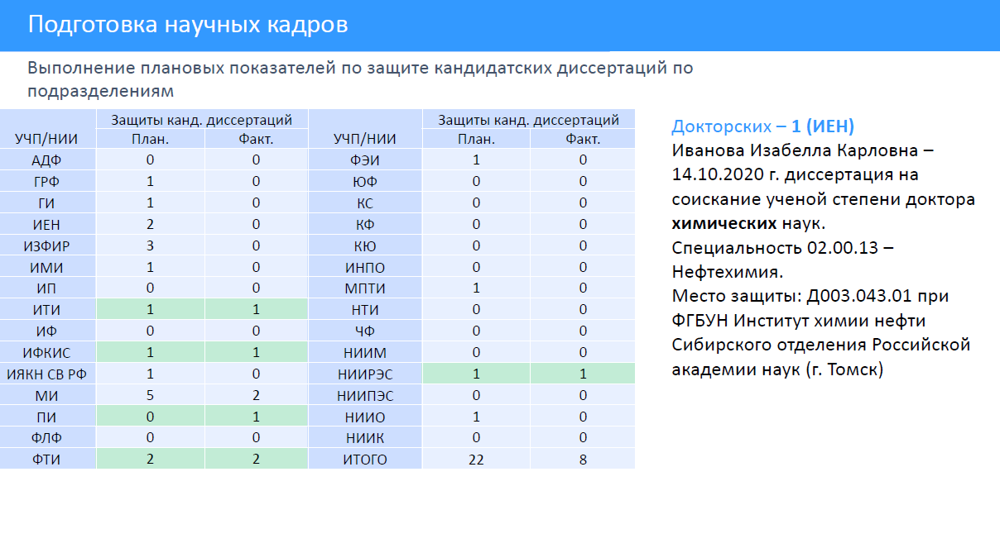 Подготовка научных кадров
Выполнение плановых показателей по защите кандидатских диссертаций по
подразделениям
УЧП/НИИ Защиты канд. диссертаций УЧП/НИИ Защиты канд. диссертаций
План. Факт. План. Факт.
АДФ 0 0 ФЭИ 1 0
ГРФ 1 0 ЮФ 0 0
ГИ 1 0 КС 0 0
ИЕН 2 0 КФ 0 0
ИЗФИР 3 0 КЮ 0 0
ИМИ 1 0 ИНПО 0 0
ИП 0 0 МПТИ 1 0
ИТИ 1 1 НТИ 0 0
ИФ 0 0 ЧФ 0 0
ИФКИС 1 1 НИИМ 0 0
ИЯКН СВ РФ 1 0 НИИРЭС 1 1
МИ 5 2 НИИПЭС 0 0
ПИ 0 1 НИИО 1 0
ФЛФ 0 0 НИИК 0 0
ФТИ 2 2 ИТОГО 22 8
Докторских – 1 (ИЕН)
Иванова Изабелла Карловна –
14.10.2020 г. диссертация на
соискание ученой степени доктора
химических наук.
Специальность 02.00.13 –
Нефтехимия.
Место защиты: Д003.043.01 при
ФГБУН Институт химии нефти
Сибирского отделения Российской
академии наук (г. Томск)